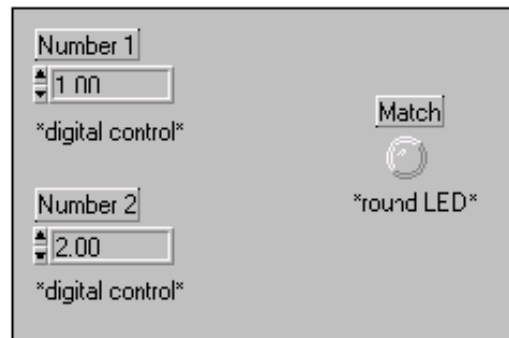 Number 1
1.00
*digital control*
Match
*round LED*
Number 2
2.00
*digital control*